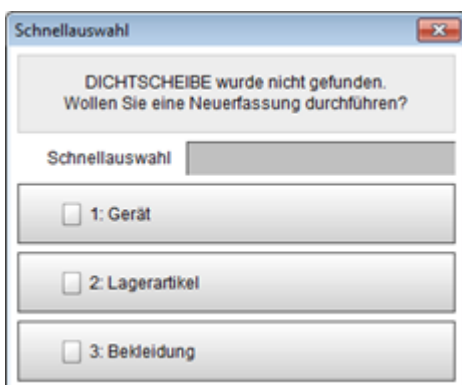 Schnellauswahl
DICHTSCHEIBE wurde nicht gefunden.
Wollen Sie eine Neuerfassung durchführen?
Schnellauswahl
1: Gerät
2: Lagerartikel
3: Bekleidung